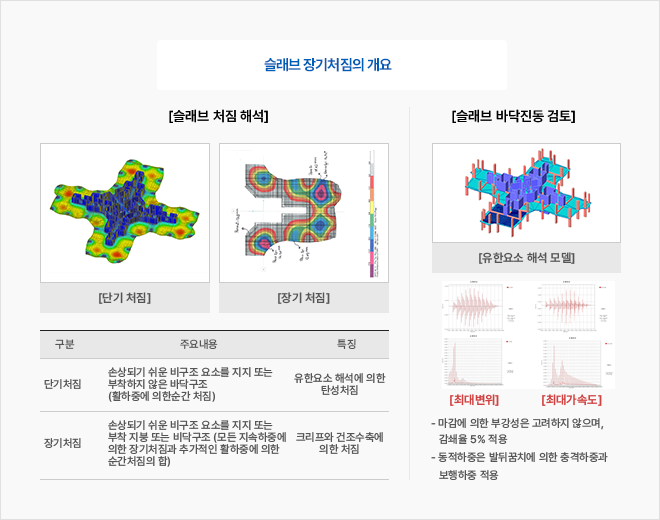 슬래브 장기처짐의 개요
[슬래브 처짐 해석]
[단기 처짐]
[장기 처짐]
구분
주요내용
특징
단기처짐
손상되기 쉬운 비구조 요소를 지지 또는
부착하지 않은 바닥구조
(활하중에 의한순간 처짐)
유한요소 해석에 의한
탄성처짐
장기처짐
손상되기 쉬운 비구조 요소를 지지 또는
부착 지붕 또는 바닥구조 (모든 지속하중에
의한 장기처짐과 추가적인 활하중에 의한
순간처짐의 합)
크리프와 건조수축에
의한 처짐
[슬래브 바닥진동 검토]
[유한요소 해석 모델]
[최대변위]
[최대가속도]
- 마감에 의한 부강성은 고려하지 않으며,
감쇄율 5% 적용
- 동적하중은 발뒤꿈치에 의한 충격하중과
보행하중 적용